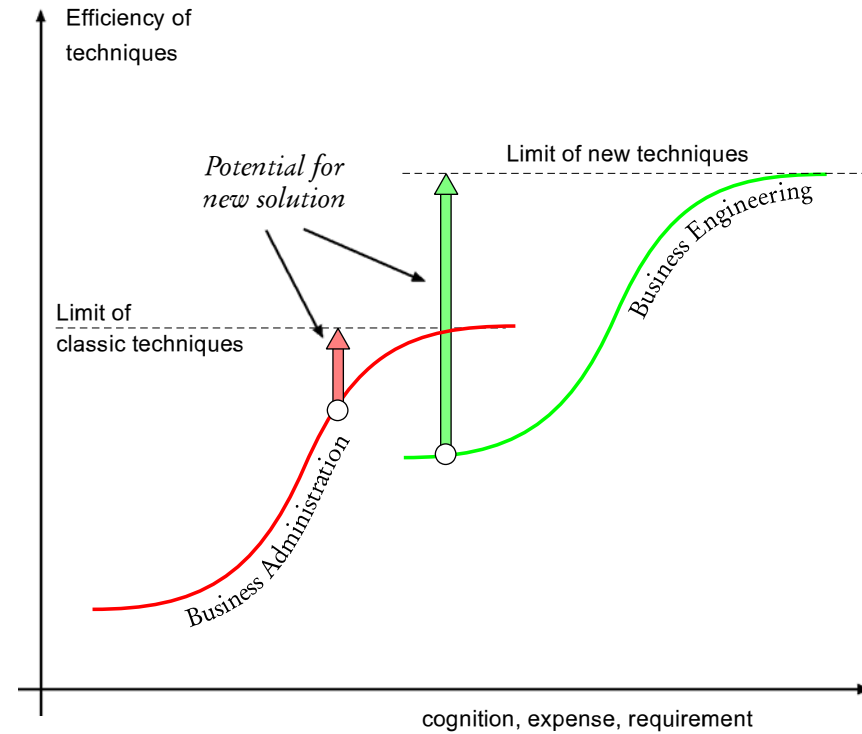 Efficiency of
techniques
Potential for
new solution
Limit of new techniques
Business Engineering
Limit of
classic techniques
Business Administration
cognition, expense, requirement